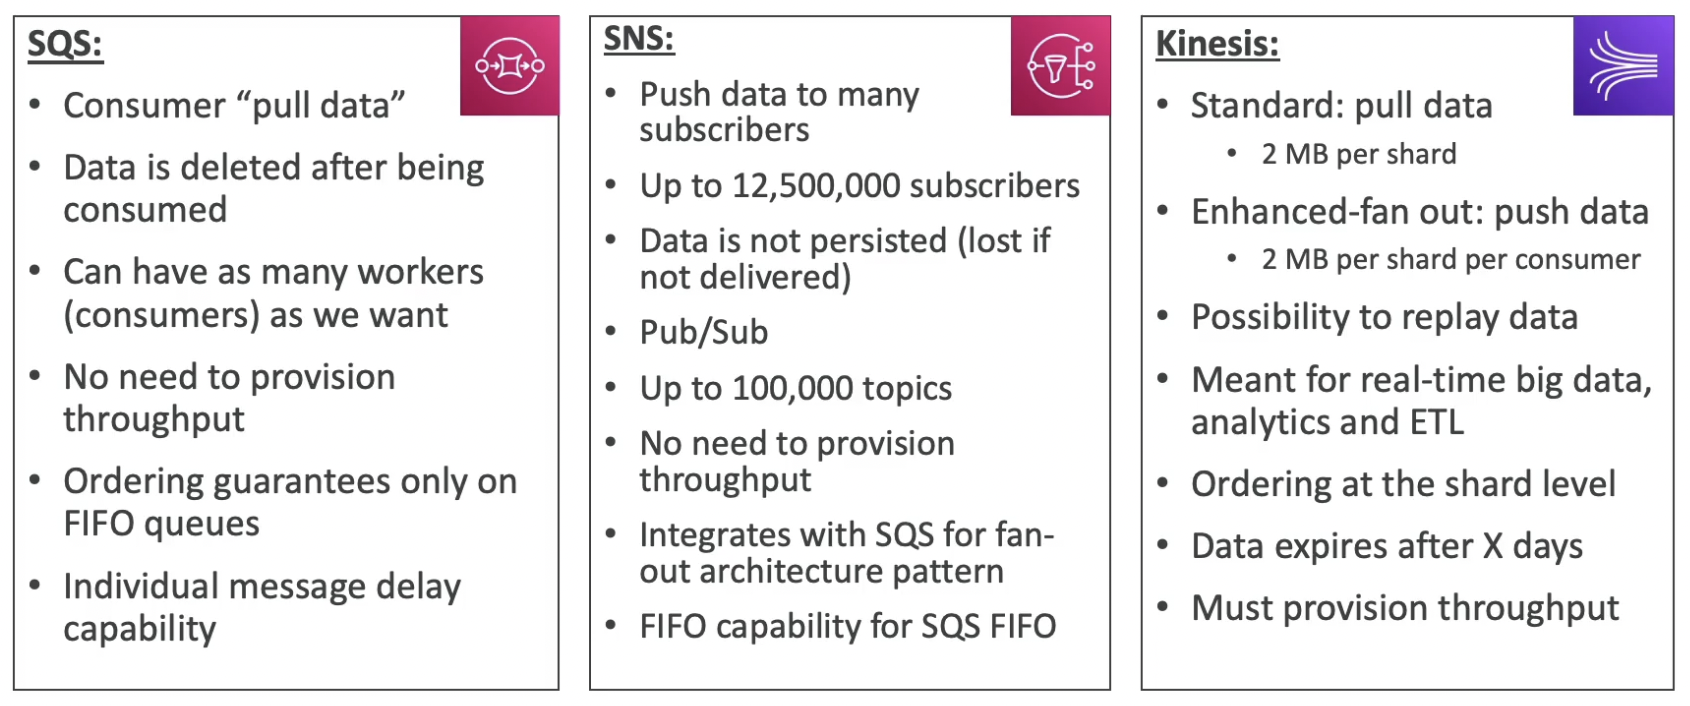 SQS:
• Consumer “pull data”
• Data is deleted after being
consumed
• Can have as many workers
(consumers) as we want
• No need to provision
throughput
• Ordering guarantees only on
FIFO queues
• Individual message delay
capability
SNS:
• Push data to many
subscribers
• Up to 12,500,000 subscribers
• Data is not persisted (lost if
not delivered)
• Pub/Sub
• Up to 100,000 topics
• No need to provision
throughput
• Integrates with SQS for fan-
out architecture pattern
• FIFO capability for SQS FIFO
Kinesis:
• Standard: pull data
• 2 MB per shard
• Enhanced-fan out: push data
• 2 MB per shard per consumer
• Possibility to replay data
• Meant for real-time big data,
analytics and ETL
• Ordering at the shard level
• Data expires after X days
• Must provision throughput